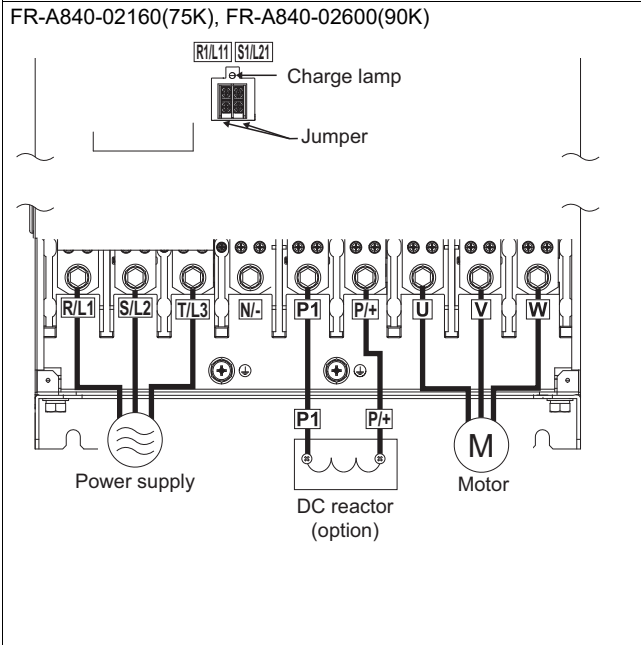 FR-A840-02160(75K), FR-A840-02600(90K)
R1/L11 S1/L21
Charge lamp
Jumper
R/L1 S/L2 T/L3 N/- P1 P/+ U V W
P1 P/+
M
Power supply
Motor
DC reactor
(option)